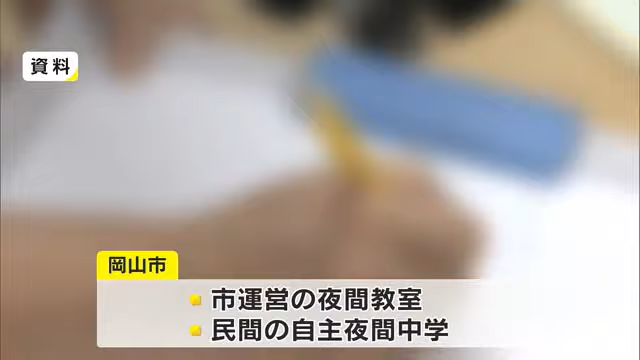 資料
岡山市
市運営の夜間教室
民間の自主夜間中学